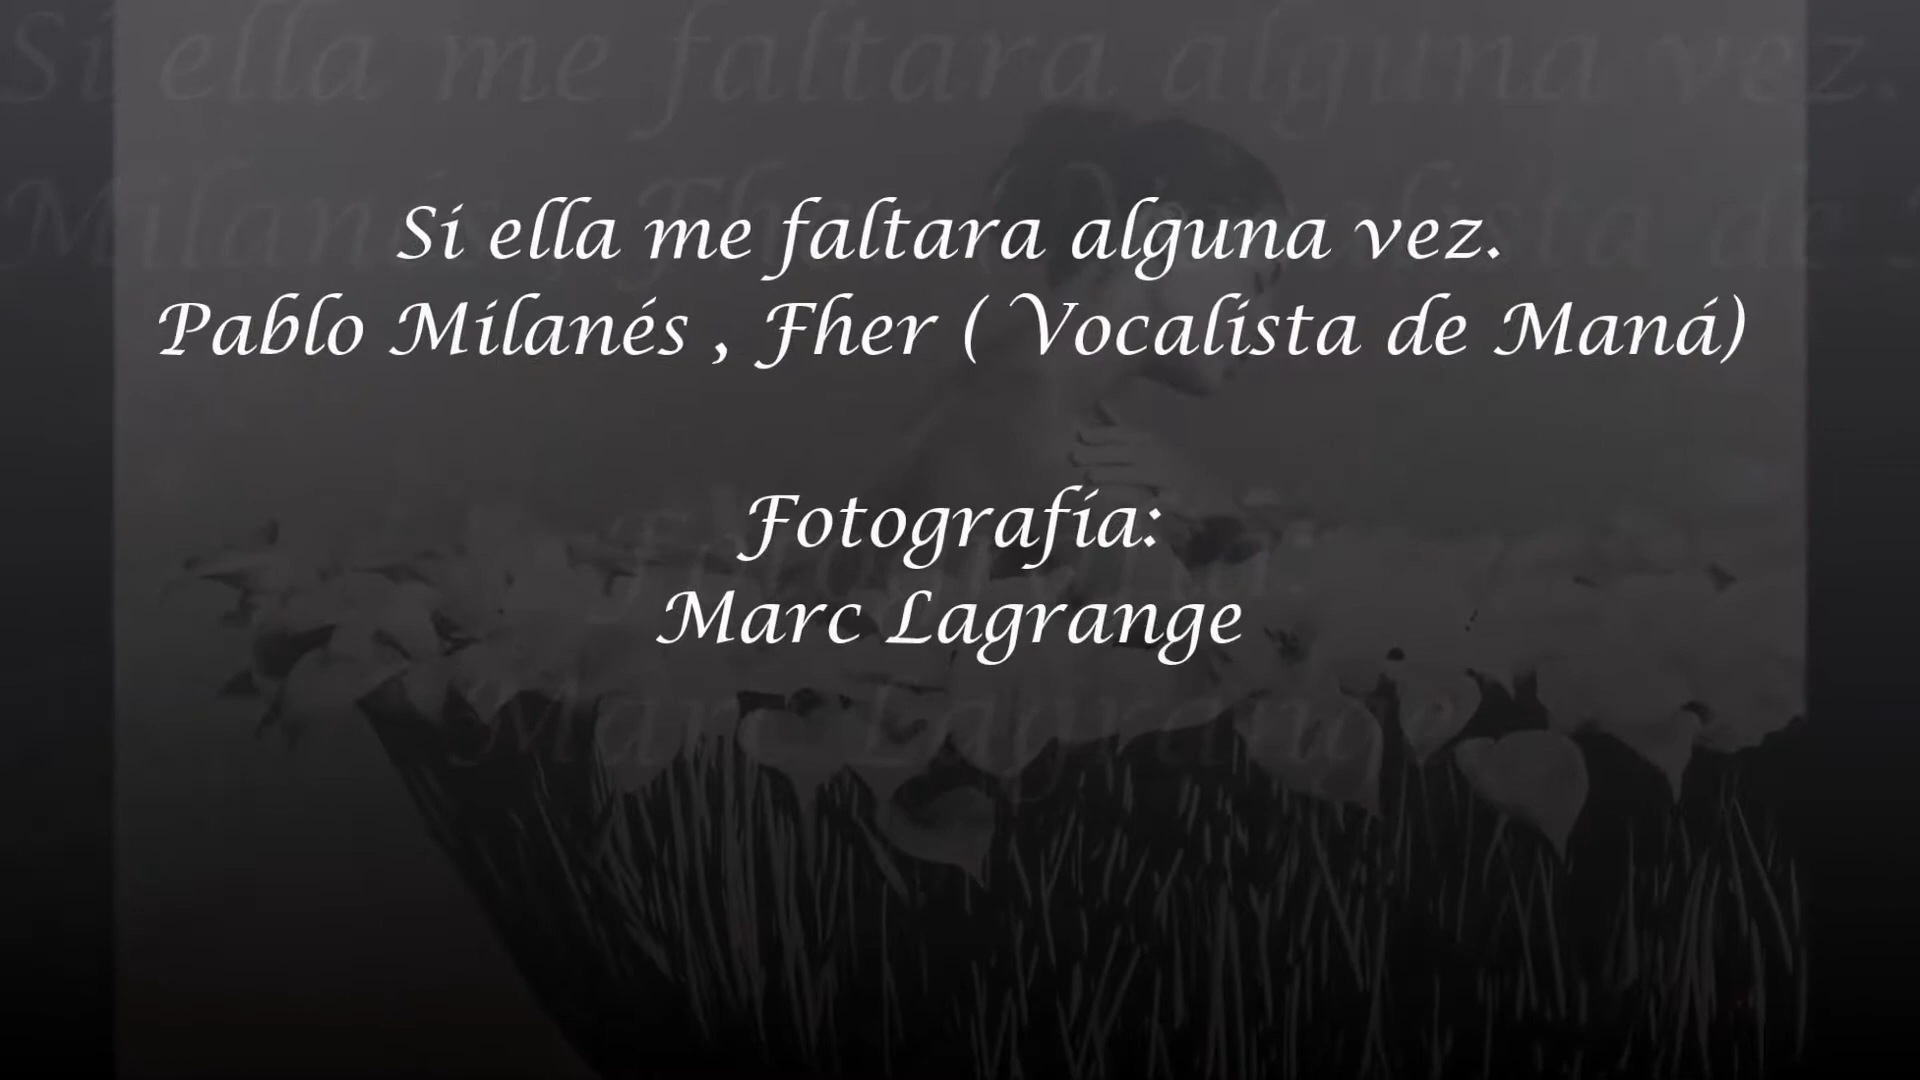 Si ella me faltara alguna vez.
Pablo Milanés , Fher ( Vocalista de Maná)
Fotografía:
Marc Lagrange